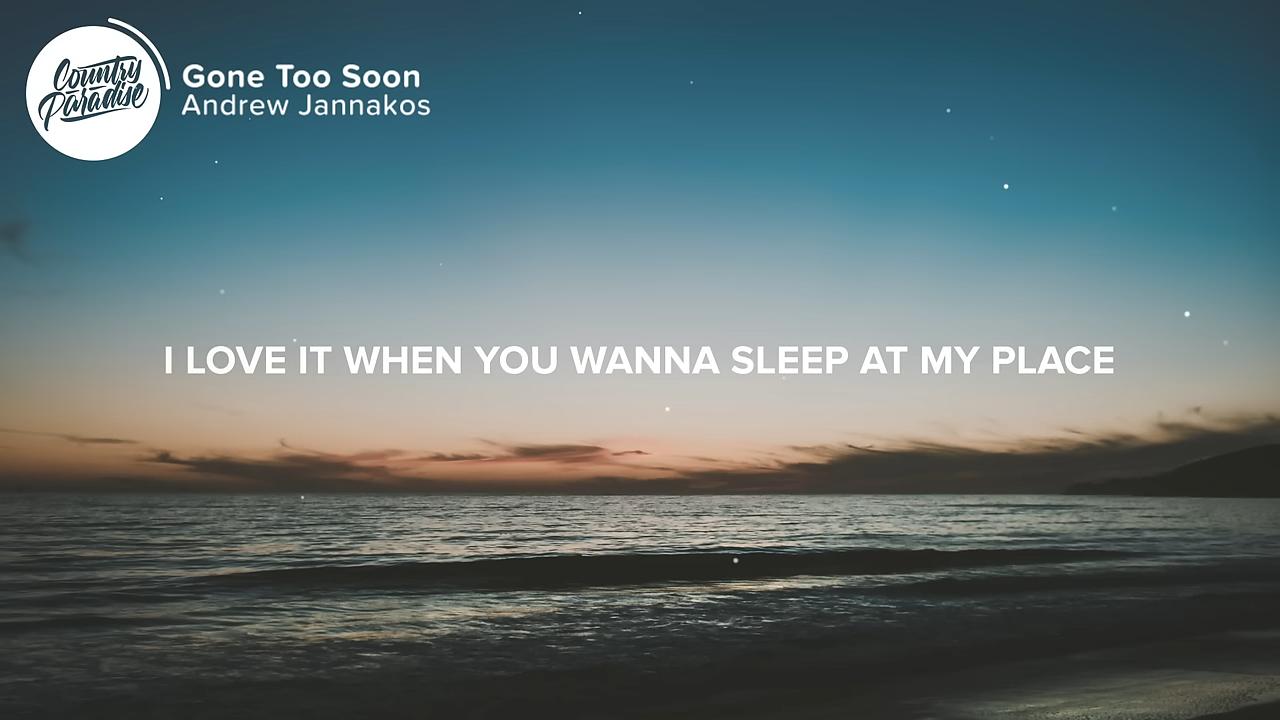 Country
Paradise
Gone Too Soon
Andrew Jannakos
I LOVE IT WHEN YOU WANNA SLEEP AT MY PLACE